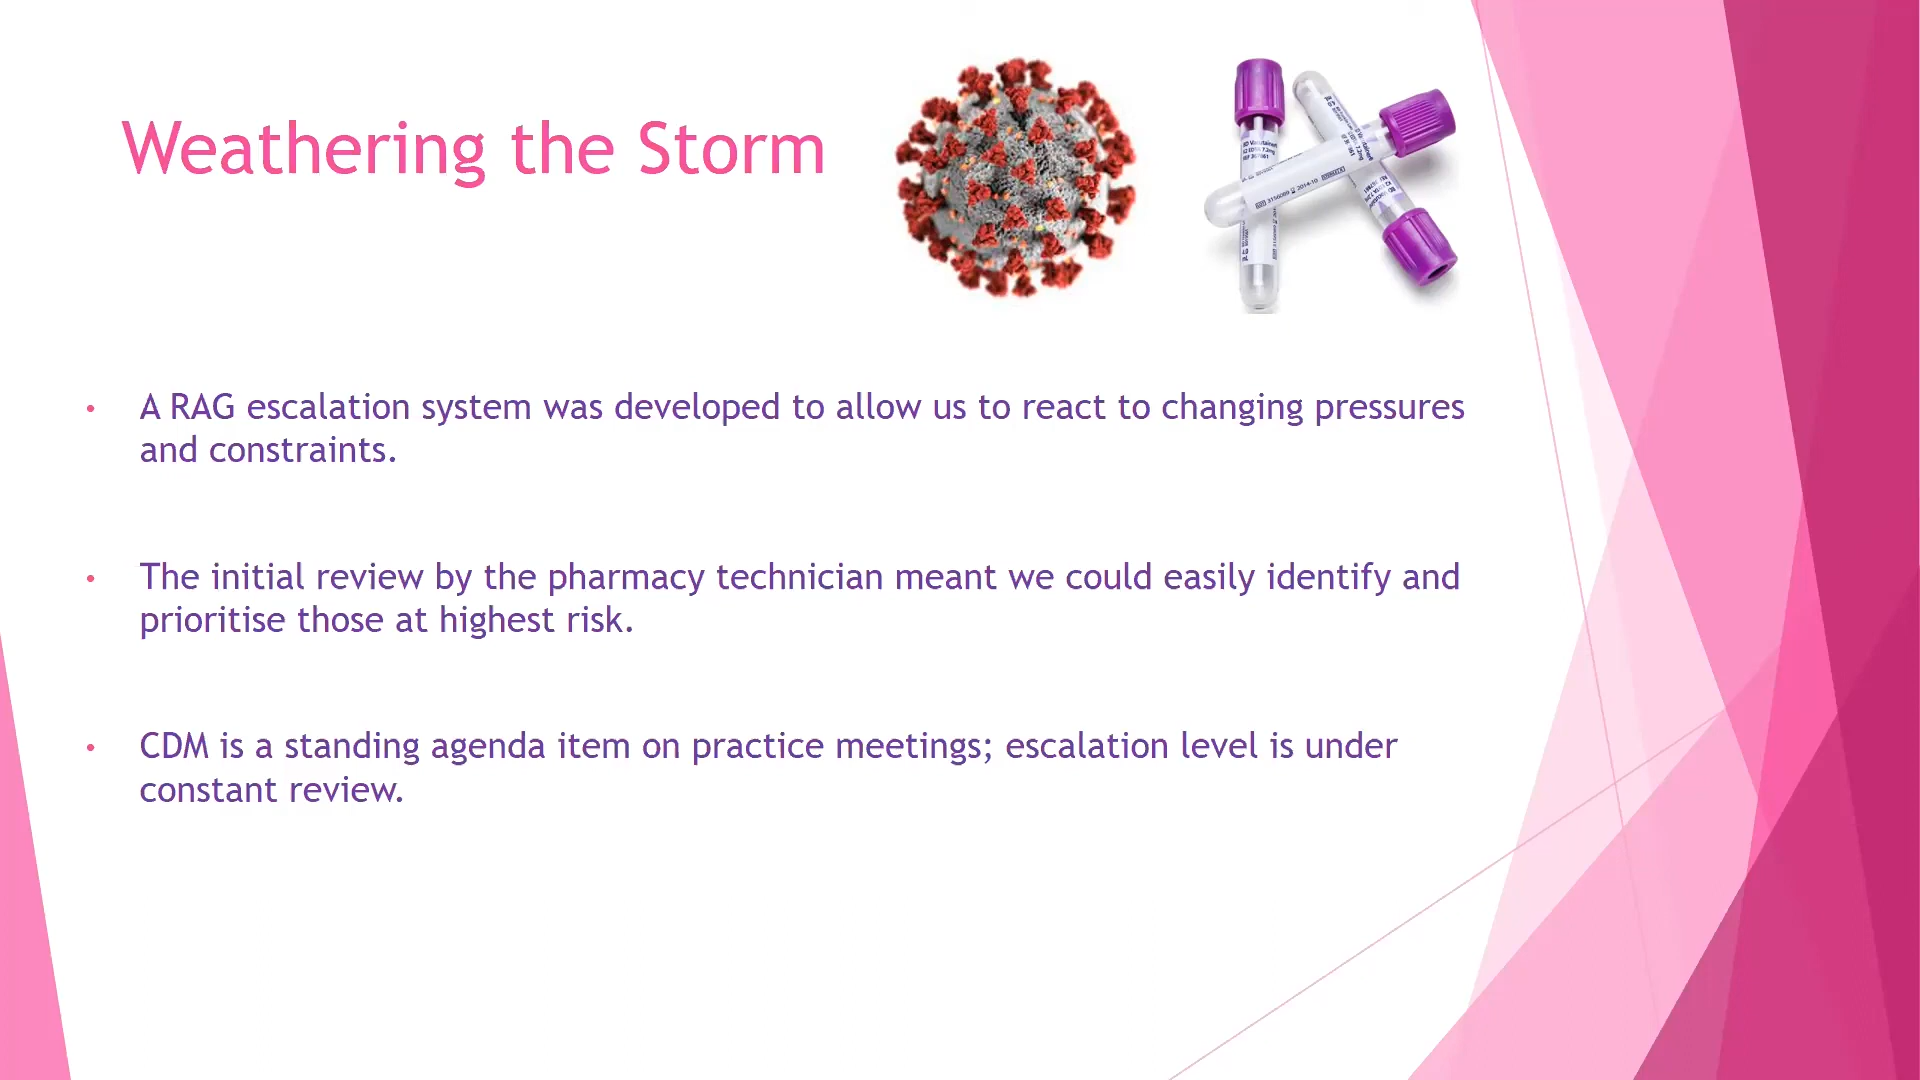 Weathering the Storm
• A RAG escalation system was developed to allow us to react to changing pressures
and constraints.
• The initial review by the pharmacy technician meant we could easily identify and
prioritise those at highest risk.
• CDM is a standing agenda item on practice meetings; escalation level is under
constant review.